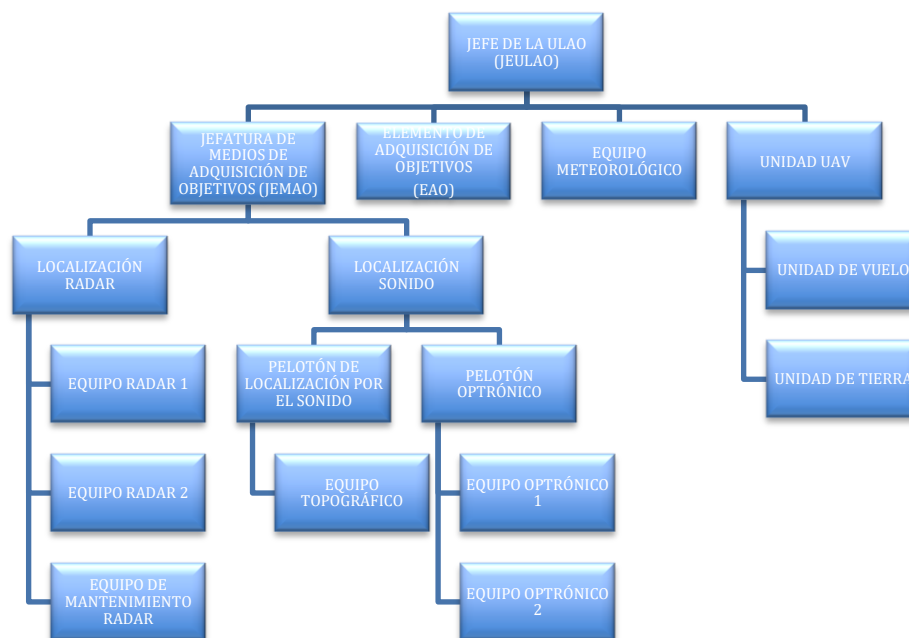 JEFE DE LA ULAO
(JEULAO)
JEFATURA DE
MEDIOS DE
ADQUISICIÓN DE
OBJETIVOS (JEMAO)
ELEMENTO DE
ADQUISICIÓN DE
OBJETIVOS
(EAO)
EQUIPO
METEOROLÓGICO
UNIDAD UAV
LOCALIZACIÓN
RADAR
LOCALIZACIÓN
SONIDO
UNIDAD DE VUELO
EQUIPO RADAR 1
PELOTÓN DE
LOCALIZACIÓN POR
EL SONIDO
PELOTÓN
OPTRÓNICO
UNIDAD DE TIERRA
EQUIPO RADAR 2
EQUIPO
TOPOGRÁFICO
EQUIPO OPTRÓNICO
1
EQUIPO DE
MANTENIMIENTO
RADAR
EQUIPO OPTRÓNICO
2